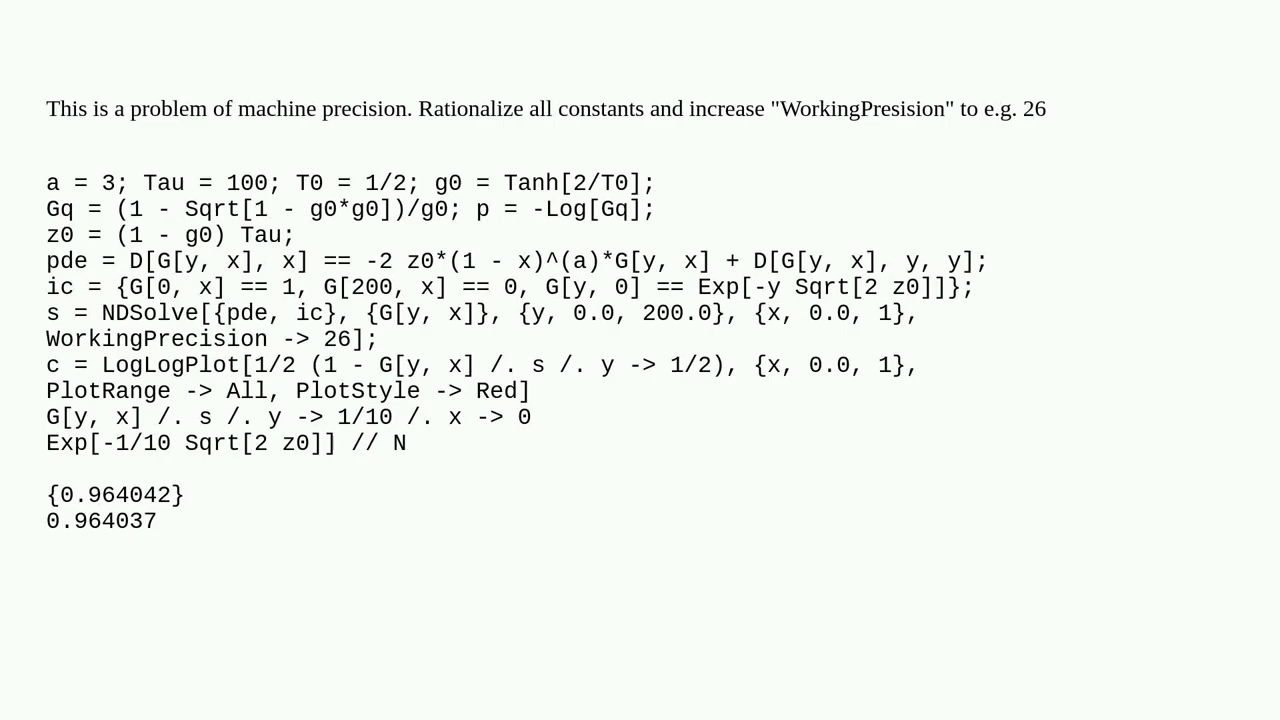 This is a problem of machine precision. Rationalize all constants and increase "WorkingPresision" to e.g. 26
a = 3; Tau = 100; T0 = 1/2; g0 = Tanh[2/T0];
Gq = (1 - Sqrt[1 - g0*g0])/g0; p = -Log[Gq];
z0 = (1 - g0) Tau;
pde = D[G[y, x], x] == -2 z0*(1 - x)^(a)*G[y, x] + D[G[y, x], y, y];
ic = {G[0, x] == 1, G[200, x] == 0, G[y, 0] == Exp[-y Sqrt[2 z0]]};
s = NDSolve[{pde, ic}, {G[y, x]}, {y, 0.0, 200.0}, {x, 0.0, 1},
WorkingPrecision -> 26];
c = LogLogPlot[1/2 (1 - G[y, x] /. s /. y -> 1/2), {x, 0.0, 1},
PlotRange -> All, PlotStyle -> Red]
G[y, x] /. s /. y -> 1/10 /. x -> 0
Exp[-1/10 Sqrt[2 z0]] // N
{0.964042}
0.964037